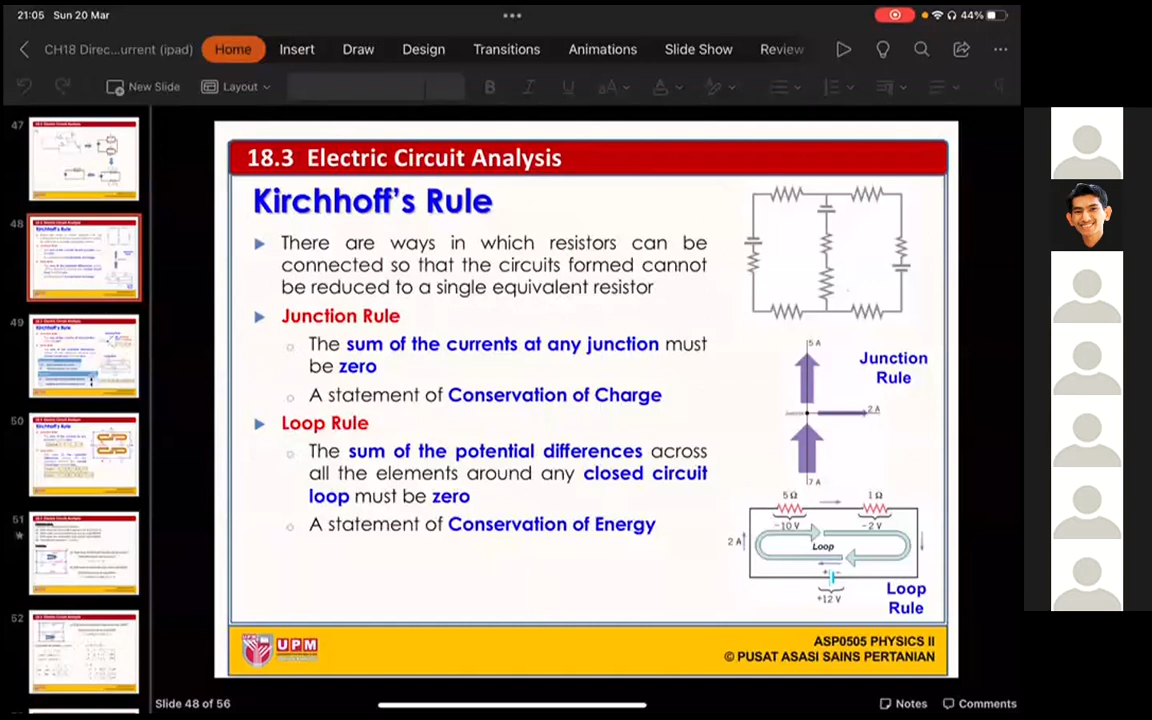 21:05 Sun 20 Mar
44%
CH18 Direc...urrent (ipad)
Home
Insert
Draw
Design
Transitions
Animations
Slide Show
Review
New Slide
Layout
B I U aA A
47
48
49
50
51
52
18.3 Electric Circuit Analysis
Kirchhoff's Rule
There are ways in which resistors can be
connected so that the circuits formed cannot
be reduced to a single equivalent resistor
Junction Rule
The sum of the currents at any junction must
be zero
A statement of Conservation of Charge
Loop Rule
The sum of the potential differences across
all the elements around any closed circuit
loop must be zero
A statement of Conservation of Energy
5 A
Junction
Rule
2 A
7 A
5 Ω
1 Ω
−10 V
−2 V
2 A
Loop
+12 V
Loop
Rule
UPM
ASP0505 PHYSICS II
© PUSAT ASASI SAINS PERTANIAN
Slide 48 of 56
Notes
Comments